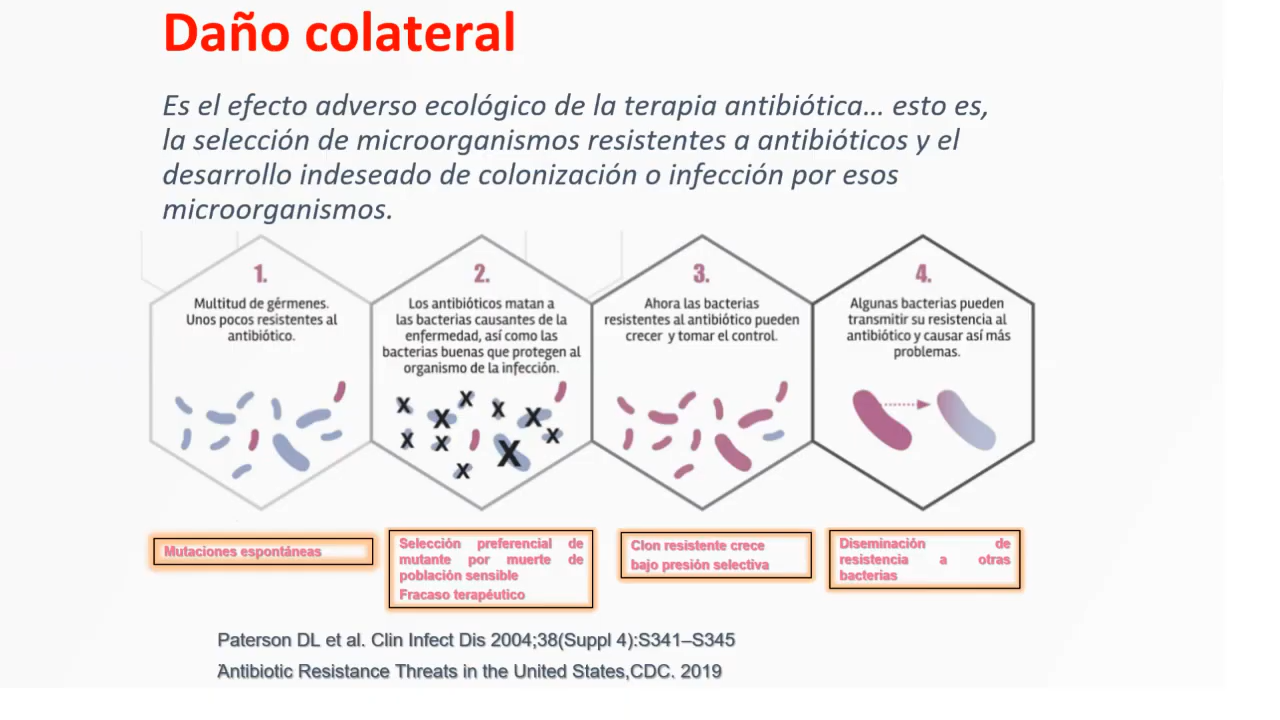 Daño colateral
Es el efecto adverso ecológico de la terapia antibiótica... esto es,
la selección de microorganismos resistentes a antibióticos y el
desarrollo indeseado de colonización o infección por esos
microorganismos.
1.
Multitud de gérmenes.
Unos pocos resistentes al
antibiótico.
2.
Los antibióticos matan a
las bacterias causantes de la
enfermedad, así como las
bacterias buenas que protegen al
organismo de la infección.
X X X X X X X X X X X
3.
Ahora las bacterias
resistentes al antibiótico pueden
crecer y tomar el control.
4.
Algunas bacterias pueden
transmitir su resistencia al
antibiótico y causar así más
problemas.
Mutaciones espontáneas
Selección preferencial de
mutante por muerte de
población sensible
Fracaso terapéutico
Clon resistente crece
bajo presión selectiva
Diseminación de
resistencia a otras
bacterias
Paterson DL et al. Clin Infect Dis 2004;38(Suppl 4):S341–S345
Antibiotic Resistance Threats in the United States,CDC. 2019